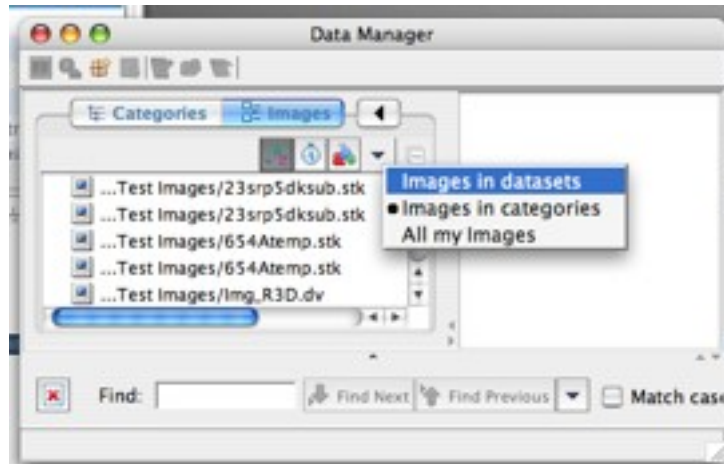 Data Manager
Categories Images
Images in datasets
...Test Images/23srp5dksub.stk
Images in categories
...Test Images/23srp5dksub.stk
All my Images
...Test Images/654Atemp.stk
...Test Images/654Atemp.stk
...Test Images/Img_R3D.dv
Find: Find Next Find Previous Match case